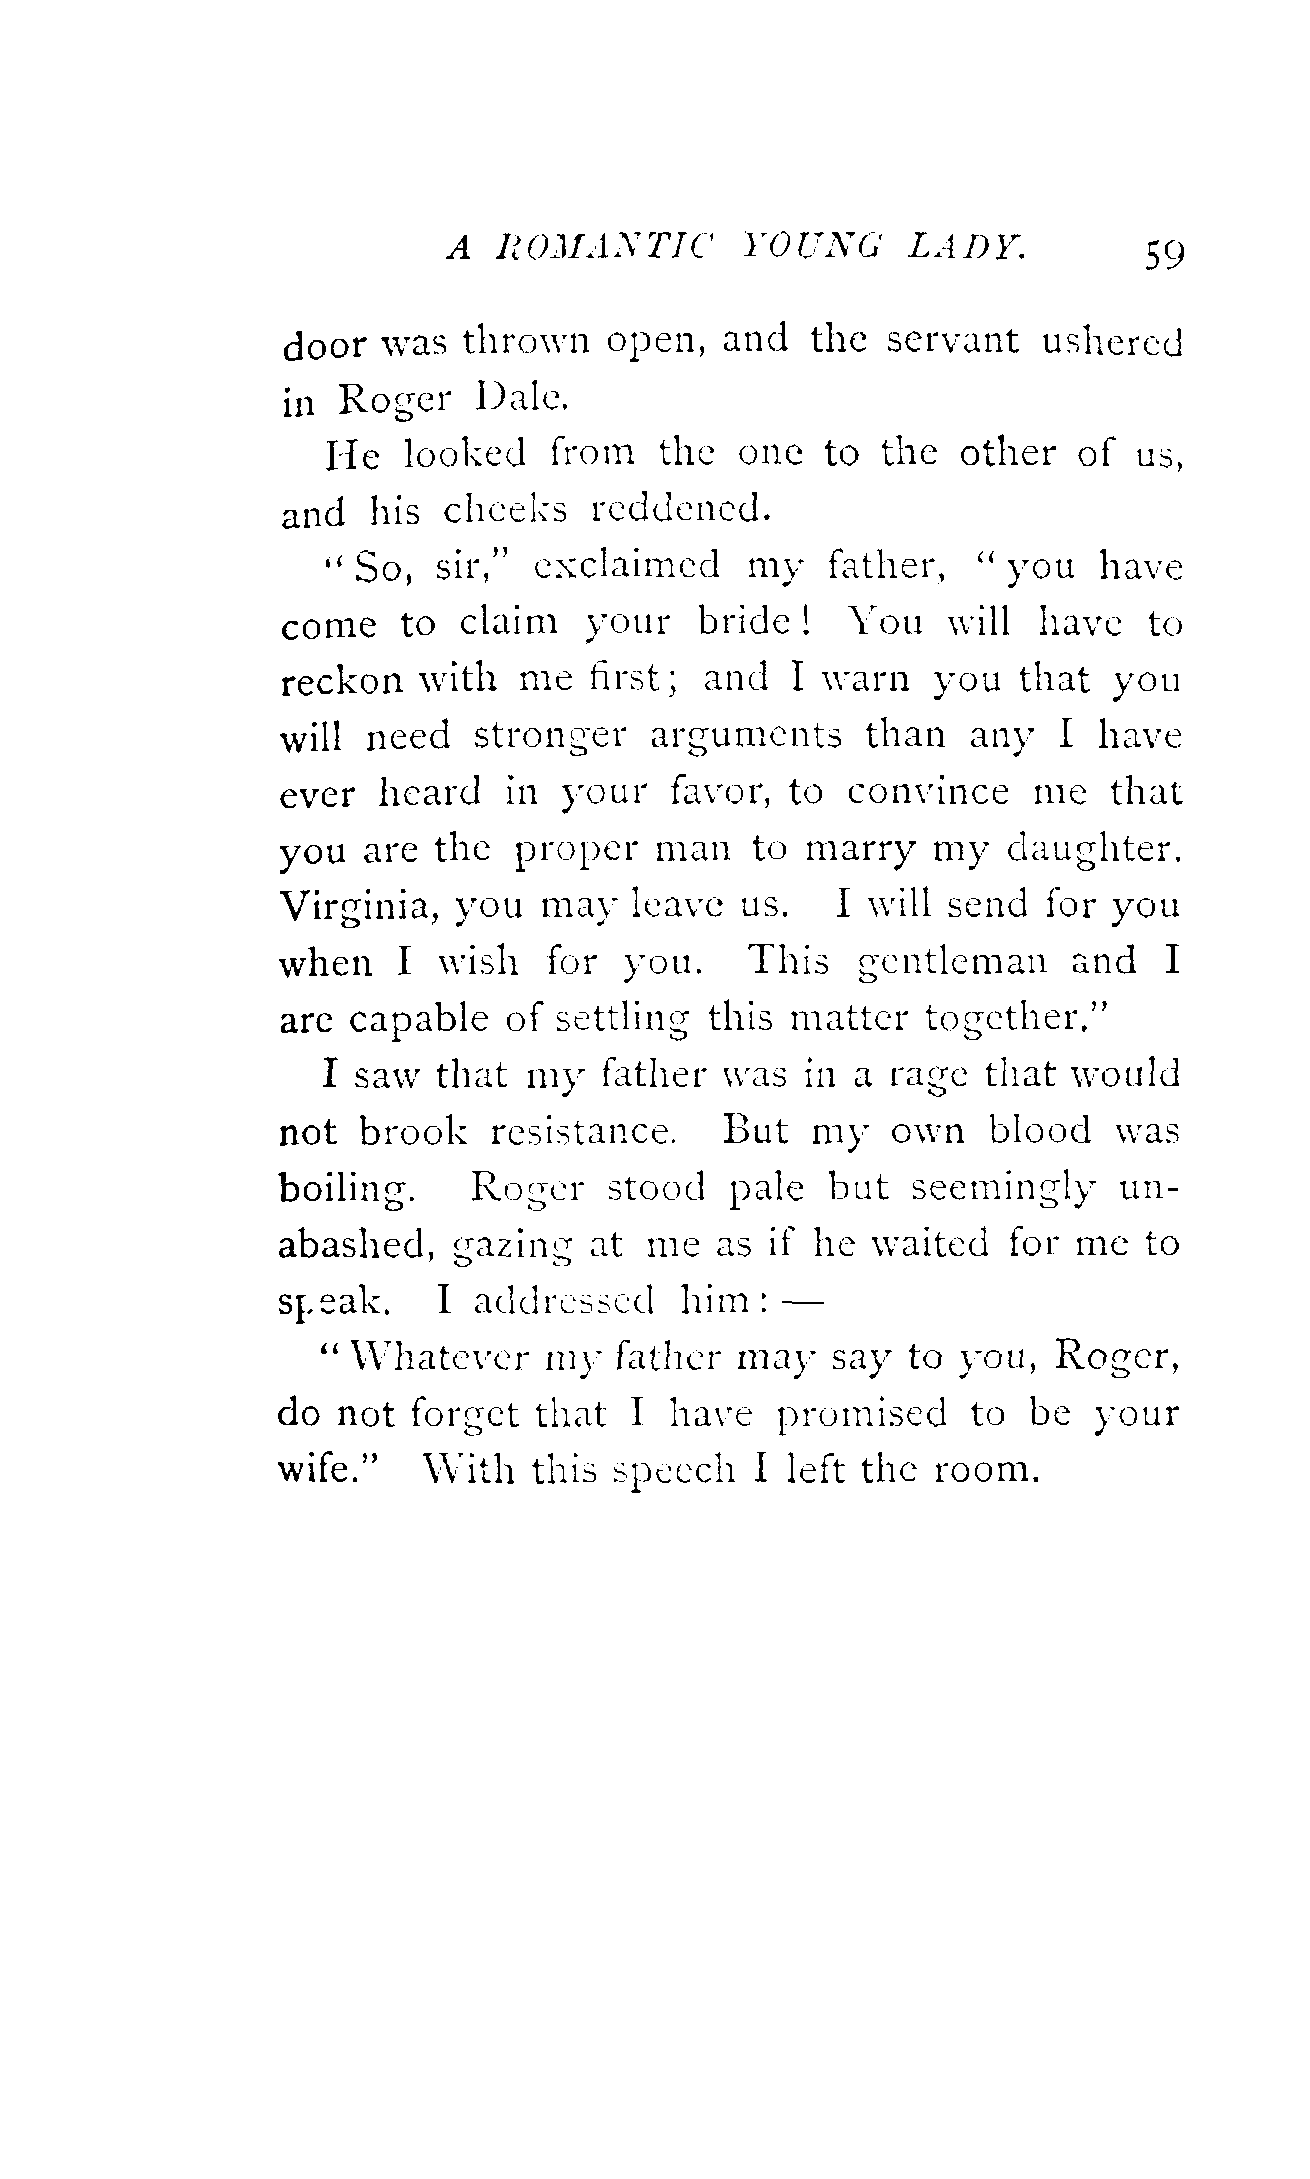 A ROMANTIC YOUNG LADY. 59
door was thrown open, and the servant ushered
in Roger Dale.
He looked from the one to the other of us,
and his cheeks reddened.
"So, sir," exclaimed my father, "you have
come to claim your bride! You will have to
reckon with me first; and I warn you that you
will need stronger arguments than any I have
ever heard in your favor, to convince me that
you are the proper man to marry my daughter.
Virginia, you may leave us. I will send for you
when I wish for you. This gentleman and I
are capable of settling this matter together."
I saw that my father was in a rage that would
not brook resistance. But my own blood was
boiling. Roger stood pale but seemingly un-
abashed, gazing at me as if he waited for me to
speak. I addressed him: —
"Whatever my father may say to you, Roger,
do not forget that I have promised to be your
wife." With this speech I left the room.